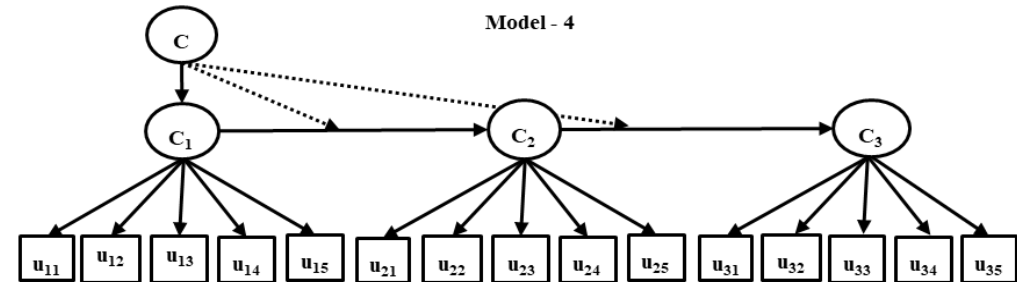 Model - 4
C
C₁ C₂ C₃
u₁₁ u₁₂ u₁₃ u₁₄ u₁₅ u₂₁ u₂₂ u₂₃ u₂₄ u₂₅ u₃₁ u₃₂ u₃₃ u₃₄ u₃₅